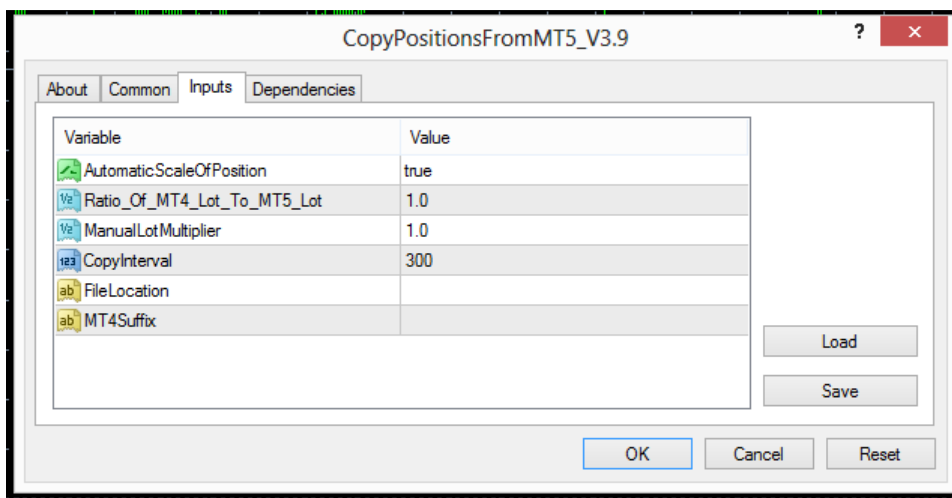 CopyPositionsFromMT5_V3.9
?
About Common Inputs Dependencies
Variable Value
AutomaticScaleOfPosition true
Ratio_Of_MT4_Lot_To_MT5_Lot 1.0
ManualLotMultiplier 1.0
CopyInterval 300
FileLocation
MT4Suffix
Load
Save
OK Cancel Reset